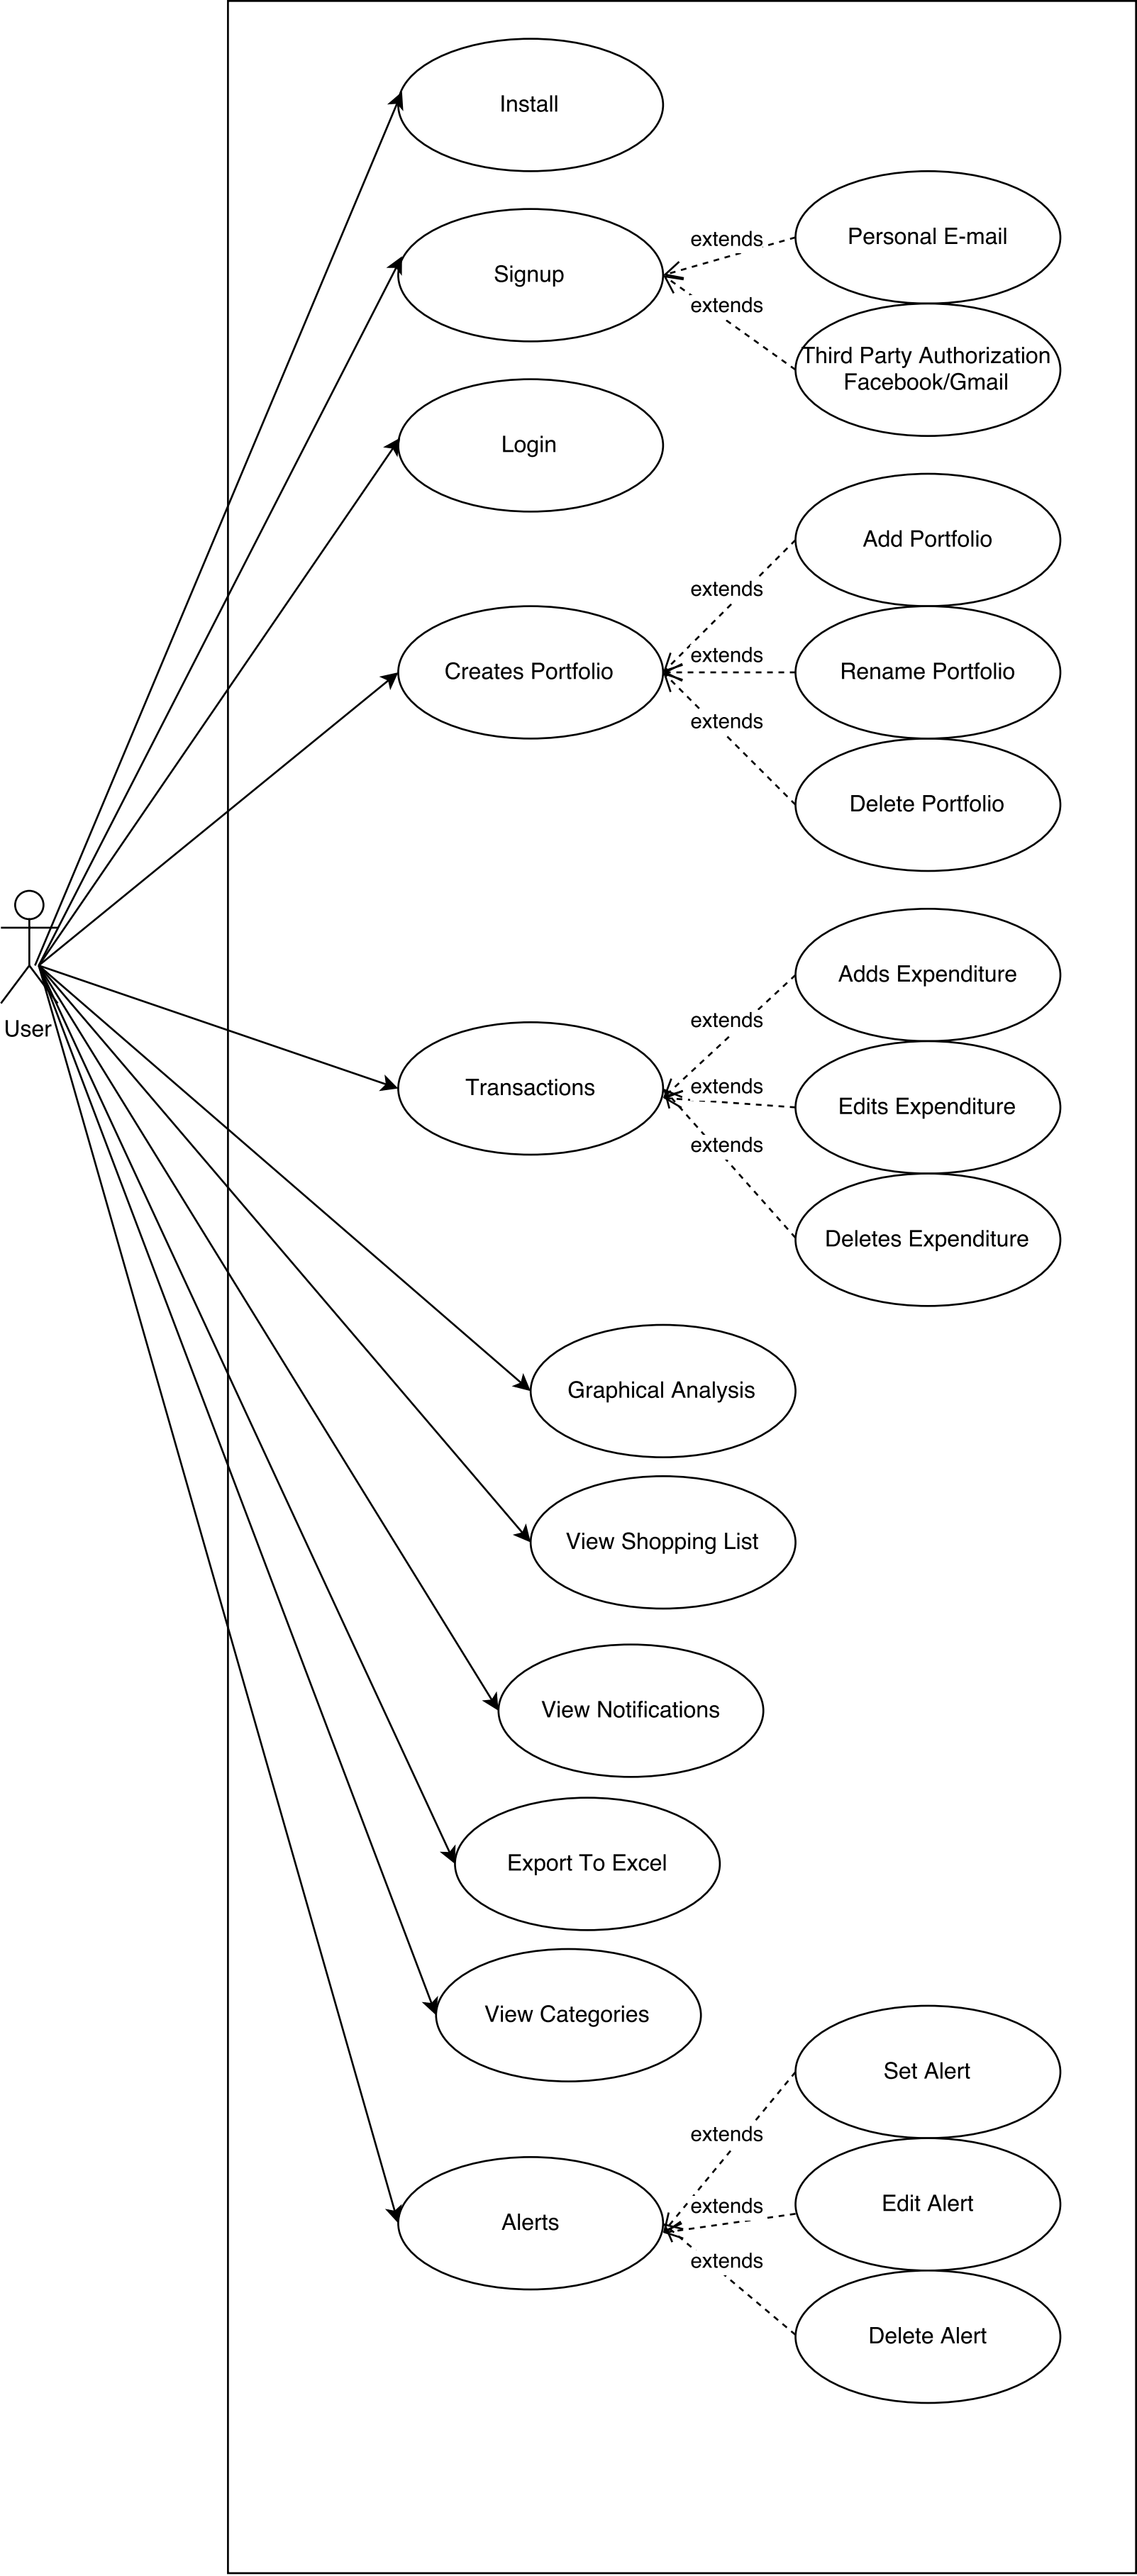 Install
Signup
extends
Personal E-mail
extends
Third Party Authorization
Facebook/Gmail
Login
Creates Portfolio
extends
Add Portfolio
extends
Rename Portfolio
extends
Delete Portfolio
User
Transactions
extends
Adds Expenditure
extends
Edits Expenditure
extends
Deletes Expenditure
Graphical Analysis
View Shopping List
View Notifications
Export To Excel
View Categories
Alerts
extends
Set Alert
extends
Edit Alert
extends
Delete Alert